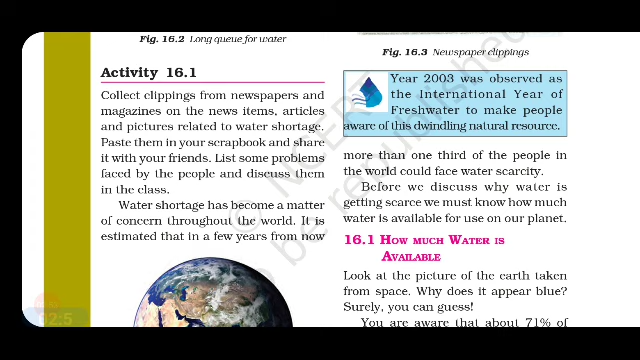 Fig. 16.2 Long queue for water
Activity 16.1
Collect clippings from newspapers and
magazines on the news items, articles
and pictures related to water shortage.
Paste them in your scrapbook and share
it with your friends. List some problems
faced by the people and discuss them
in the class.
Water shortage has become a matter
of concern throughout the world. It is
estimated that in a few years from now
Fig. 16.3 Newspaper clippings
Year 2003 was observed as
the International Year of
Freshwater to make people
aware of this dwindling natural resource.
more than one third of the people in
the world could face water scarcity.
Before we discuss why water is
getting scarce we must know how much
water is available for use on our planet.
16.1 HOW MUCH WATER IS
AVAILABLE
Look at the picture of the earth taken
from space. Why does it appear blue?
Surely, you can guess!
You are aware that about 71% of
© NCERT
be republished
02:5